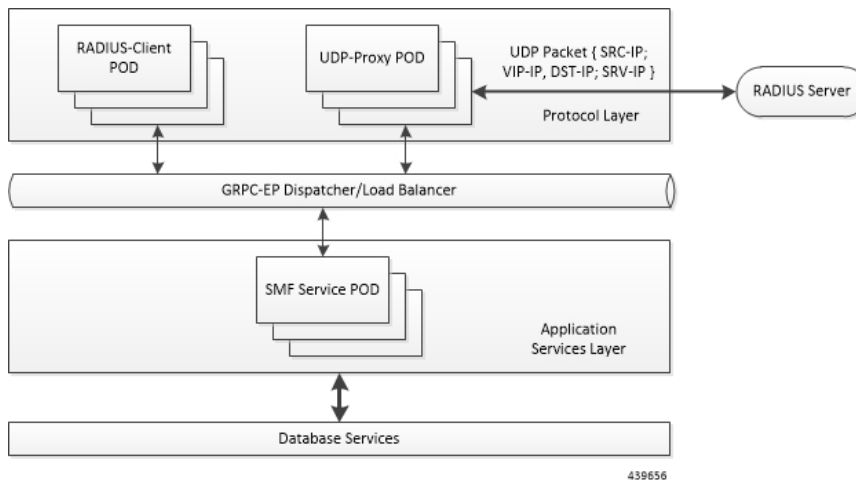 RADIUS-Client
POD
UDP-Proxy POD
UDP Packet { SRC-IP;
VIP-IP, DST-IP; SRV-IP }
RADIUS Server
Protocol Layer
GRPC-EP Dispatcher/Load Balancer
SMF Service POD
Application
Services Layer
Database Services
439656